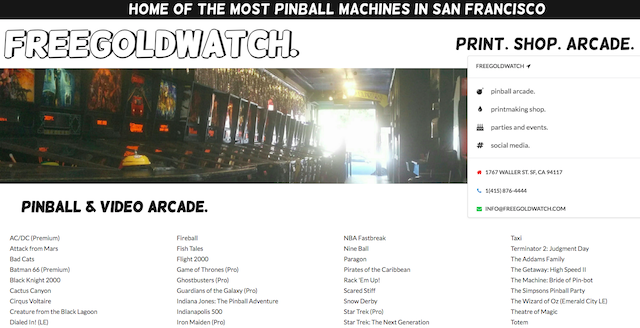 HOME OF THE MOST PINBALL MACHINES IN SAN FRANCISCO
FREEGOLDWATCH.
PRINT. SHOP. ARCADE.
FREEGOLDWATCH
pinball arcade.
printmaking shop.
parties and events.
social media.
1767 WALLER ST. SF, CA 94117
1(415) 876-4444
INFO@FREEGOLDWATCH.COM
PINBALL & VIDEO ARCADE.
AC/DC (Premium)
Attack from Mars
Bad Cats
Batman 66 (Premium)
Black Knight 2000
Cactus Canyon
Cirqus Voltaire
Creature from the Black Lagoon
Dialed In! (LE)
Fireball
Fish Tales
Flight 2000
Game of Thrones (Pro)
Ghostbusters (Pro)
Guardians of the Galaxy (Pro)
Indiana Jones: The Pinball Adventure
Indianapolis 500
Iron Maiden (Pro)
NBA Fastbreak
Nine Ball
Paragon
Pirates of the Caribbean
Rack 'Em Up!
Scared Stiff
Snow Derby
Star Trek (Pro)
Star Trek: The Next Generation
Taxi
Terminator 2: Judgment Day
The Addams Family
The Getaway: High Speed II
The Machine: Bride of Pin-bot
The Simpsons Pinball Party
The Wizard of Oz (Emerald City LE)
Theatre of Magic
Totem